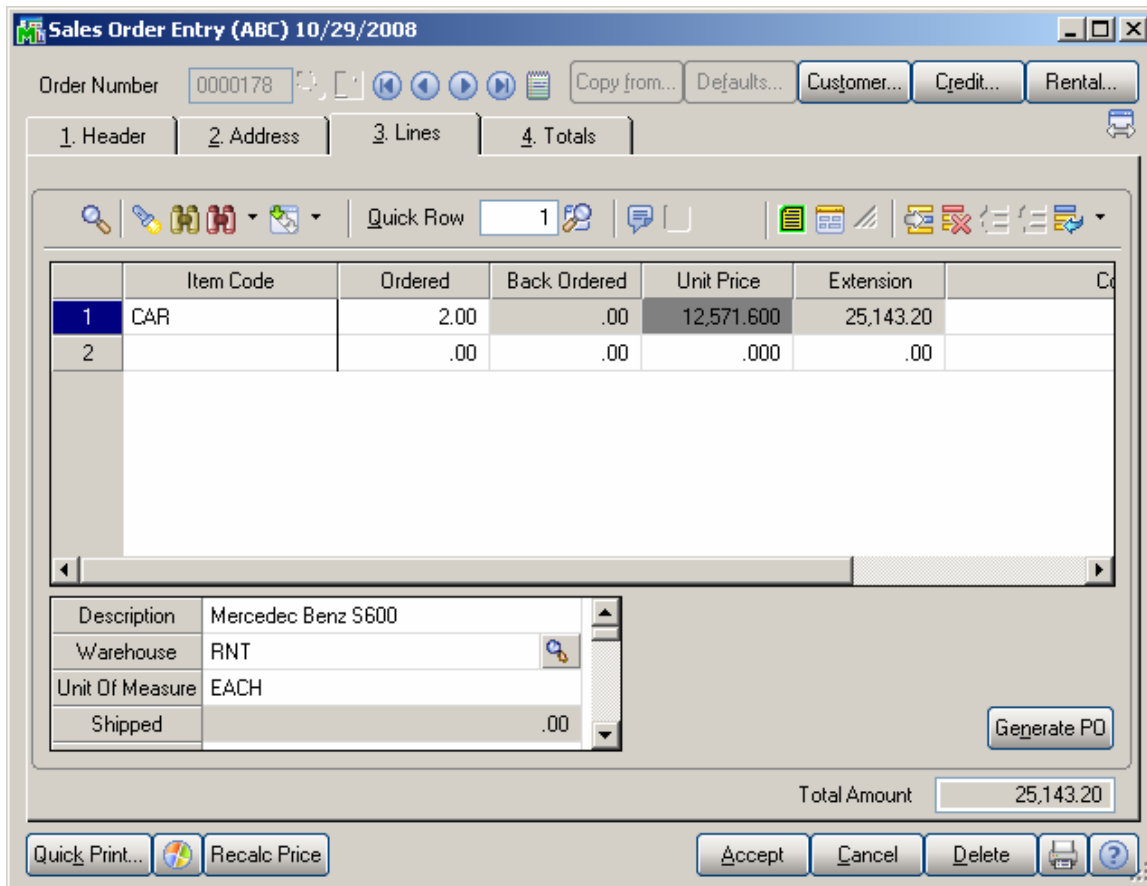 Sales Order Entry (ABC) 10/29/2008
Order Number 0000178 Copy from... Defaults... Customer... Credit... Rental...
1. Header 2. Address 3. Lines 4. Totals
Quick Row 1
Item Code Ordered Back Ordered Unit Price Extension Co
1 CAR 2.00 .00 12,571.600 25,143.20
2 .00 .00 .000 .00
Description Mercedec Benz S600
Warehouse RNT
Unit Of Measure EACH
Shipped .00
Generate PO
Total Amount 25,143.20
Quick Print... Recalc Price Accept Cancel Delete